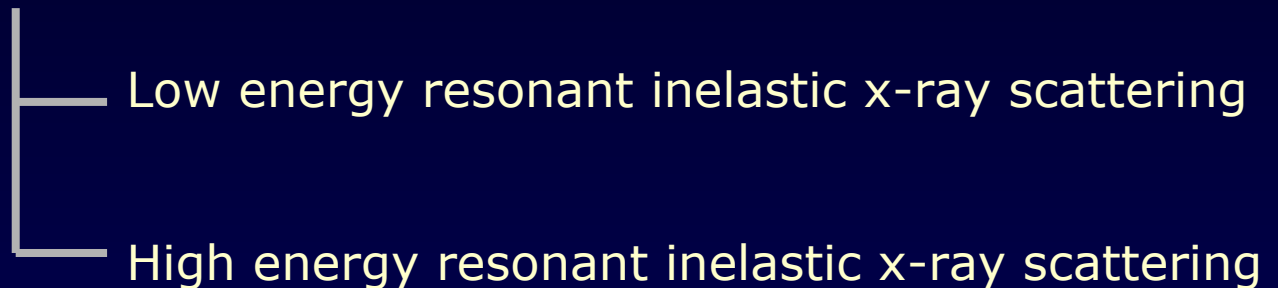 Low energy resonant inelastic x-ray scattering
High energy resonant inelastic x-ray scattering